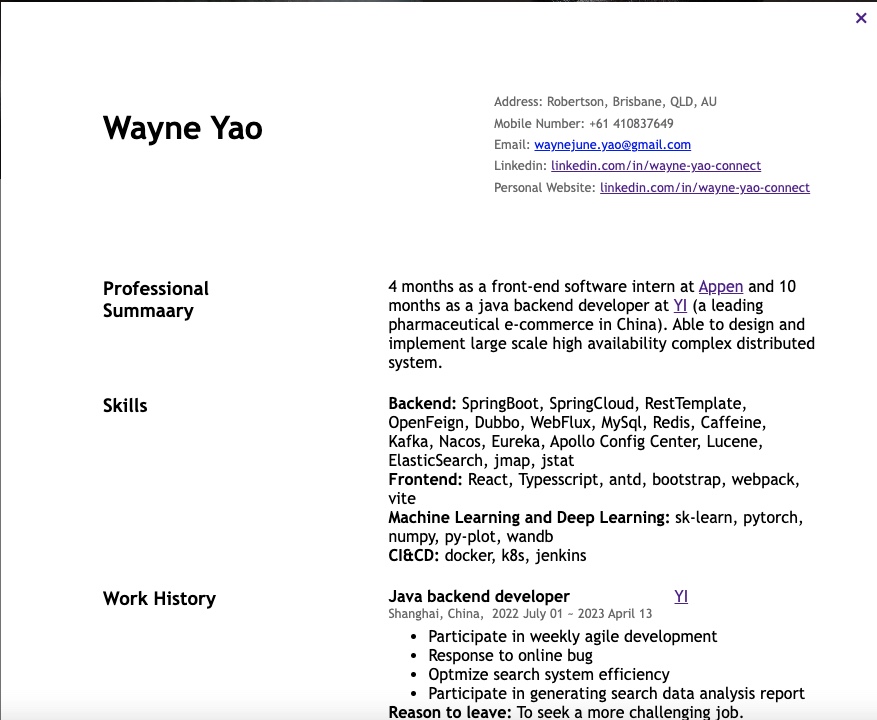 Wayne Yao
Address: Robertson, Brisbane, QLD, AU
Mobile Number: +61 410837649
Email: waynejune.yao@gmail.com
Linkedin: linkedin.com/in/wayne-yao-connect
Personal Website: linkedin.com/in/wayne-yao-connect
Professional
Summaary
4 months as a front-end software intern at Appen and 10
months as a java backend developer at YI (a leading
pharmaceutical e-commerce in China). Able to design and
implement large scale high availability complex distributed
system.
Skills
Backend: SpringBoot, SpringCloud, RestTemplate,
OpenFeign, Dubbo, WebFlux, MySql, Redis, Caffeine,
Kafka, Nacos, Eureka, Apollo Config Center, Lucene,
ElasticSearch, jmap, jstat
Frontend: React, Typesscript, antd, bootstrap, webpack,
vite
Machine Learning and Deep Learning: sk-learn, pytorch,
numpy, py-plot, wandb
CI&CD: docker, k8s, jenkins
Work History
Java backend developer YI
Shanghai, China, 2022 July 01 ~ 2023 April 13
• Participate in weekly agile development
• Response to online bug
• Optmize search system efficiency
• Participate in generating search data analysis report
Reason to leave: To seek a more challenging job.